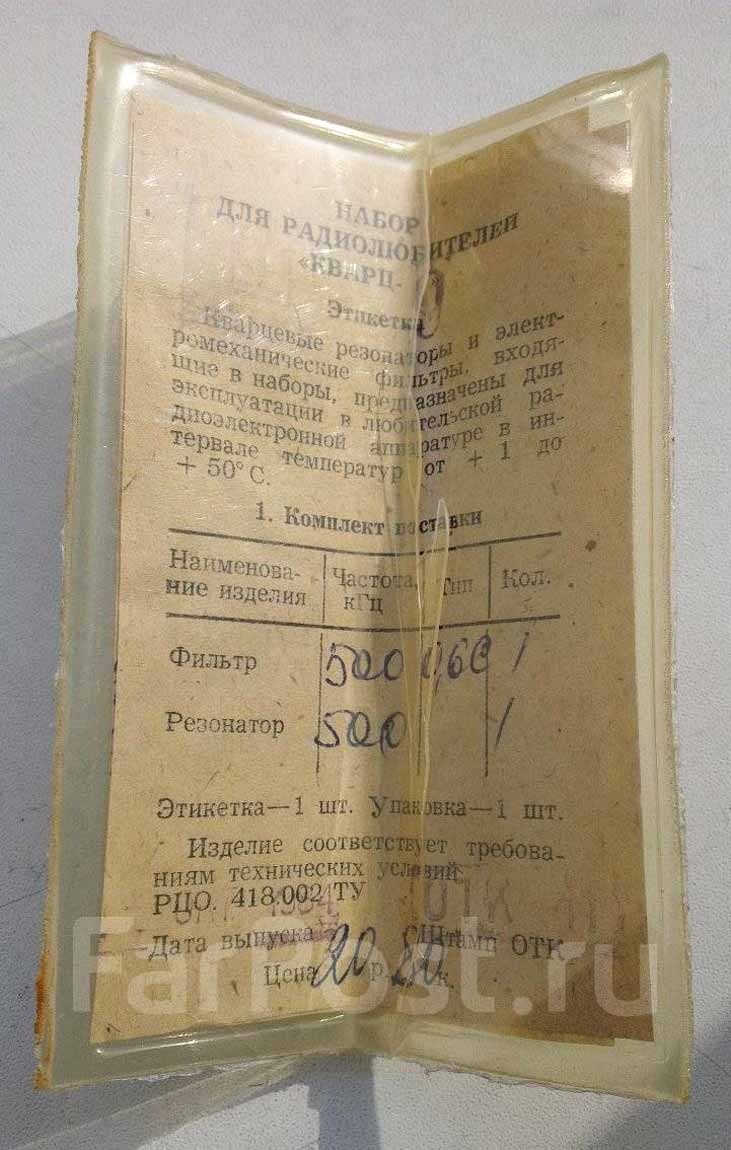 НАБОР
ДЛЯ РАДИОЛЮБИТЕЛЕЙ
«КВАРЦ-
Этикетка
Кварцевые резонаторы и элект-
ромеханические фильтры, входя-
щие в наборы, предназначены для
эксплуатации в любительской ра-
диоэлектронной аппаратуре в ин-
тервале температур от + 1 до
+ 50° С.
1. Комплект поставки
Наименова-
ние изделия
Частота,
кГц
Тип
Кол.
Фильтр 500 1
Резонатор 500 1
Этикетка—1 шт. Упаковка—1 шт.
Изделие соответствует требова-
ниям технических условий
РЦО. 418.002 ТУ
ОТК
Дата выпуска Штамп ОТК
Цена 20 р. 80 к.
FarPost.ru